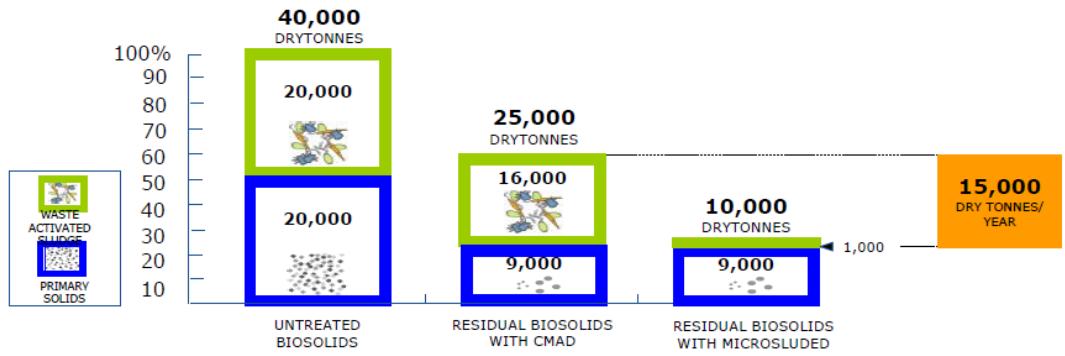 40,000
DRYTONNES
100%
90
80
70
60
50
40
30
20
10
20,000
20,000
25,000
DRYTONNES
16,000
9,000
10,000
DRYTONNES
1,000
9,000
15,000
DRY TONNES/
YEAR
WASTE
ACTIVATED
SLUDGE
PRIMARY
SOLIDS
UNTREATED
BIOSOLIDS
RESIDUAL BIOSOLIDS
WITH CMAD
RESIDUAL BIOSOLIDS
WITH MICROSLUDED